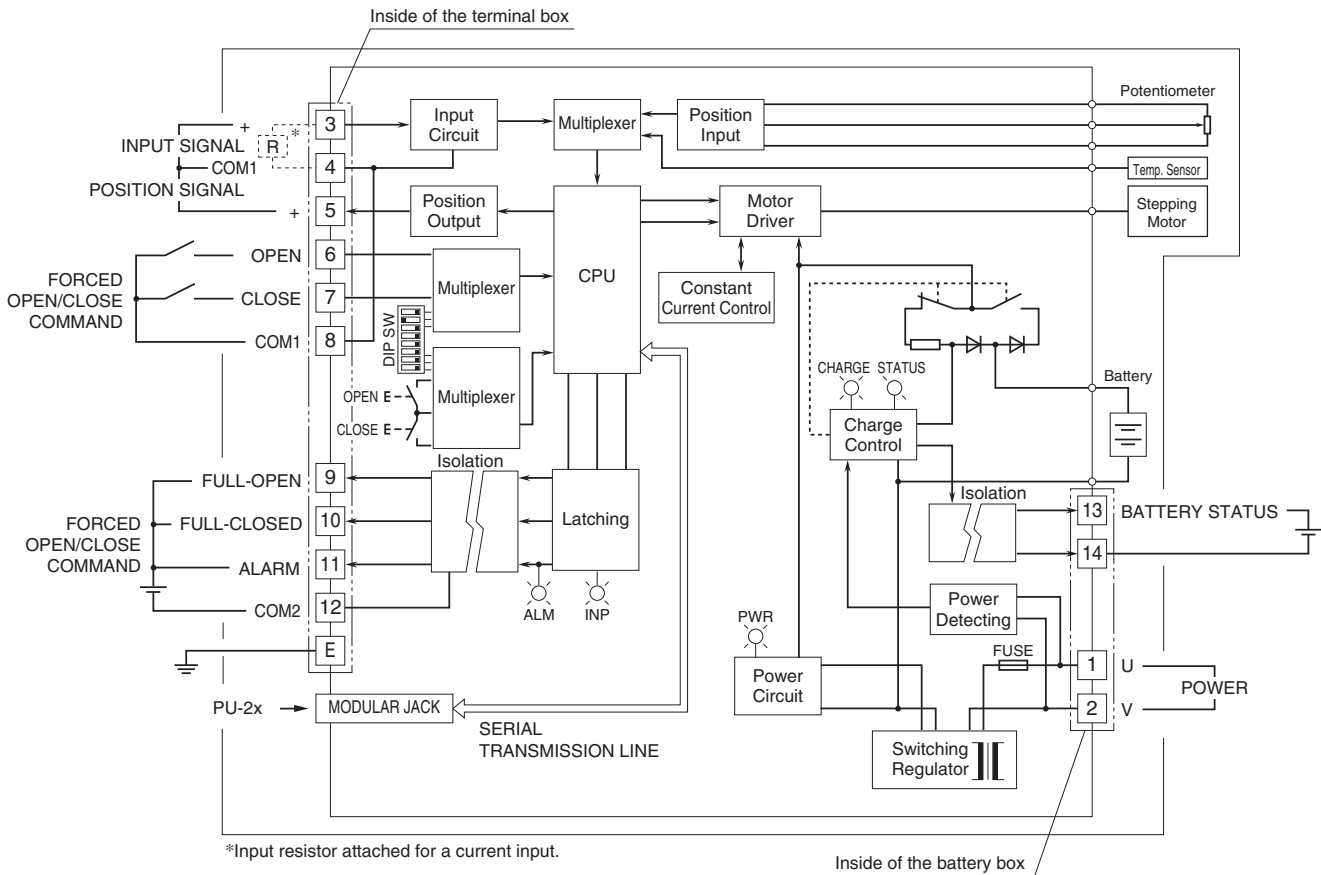 Inside of the terminal box
Potentiometer
3
Input
Circuit
Multiplexer
Position
Input
+
*
INPUT SIGNAL
R
COM1
4
Temp. Sensor
POSITION SIGNAL
+
5
Position
Output
CPU
Motor
Driver
Stepping
Motor
OPEN
6
Multiplexer
FORCED
OPEN/CLOSE
COMMAND
CLOSE
7
Constant
Current Control
COM1
8
DIP SW
CHARGE STATUS
Battery
OPEN
Multiplexer
CLOSE
Charge
Control
Isolation
FULL-OPEN
9
Latching
Isolation
13
BATTERY STATUS
FORCED
OPEN/CLOSE
COMMAND
FULL-CLOSED
10
14
ALARM
11
COM2
12
ALM
INP
Power
Detecting
PWR
E
FUSE
1
U
Power
Circuit
POWER
PU-2x
MODULAR JACK
2
V
SERIAL
TRANSMISSION LINE
Switching
Regulator
*Input resistor attached for a current input.
Inside of the battery box